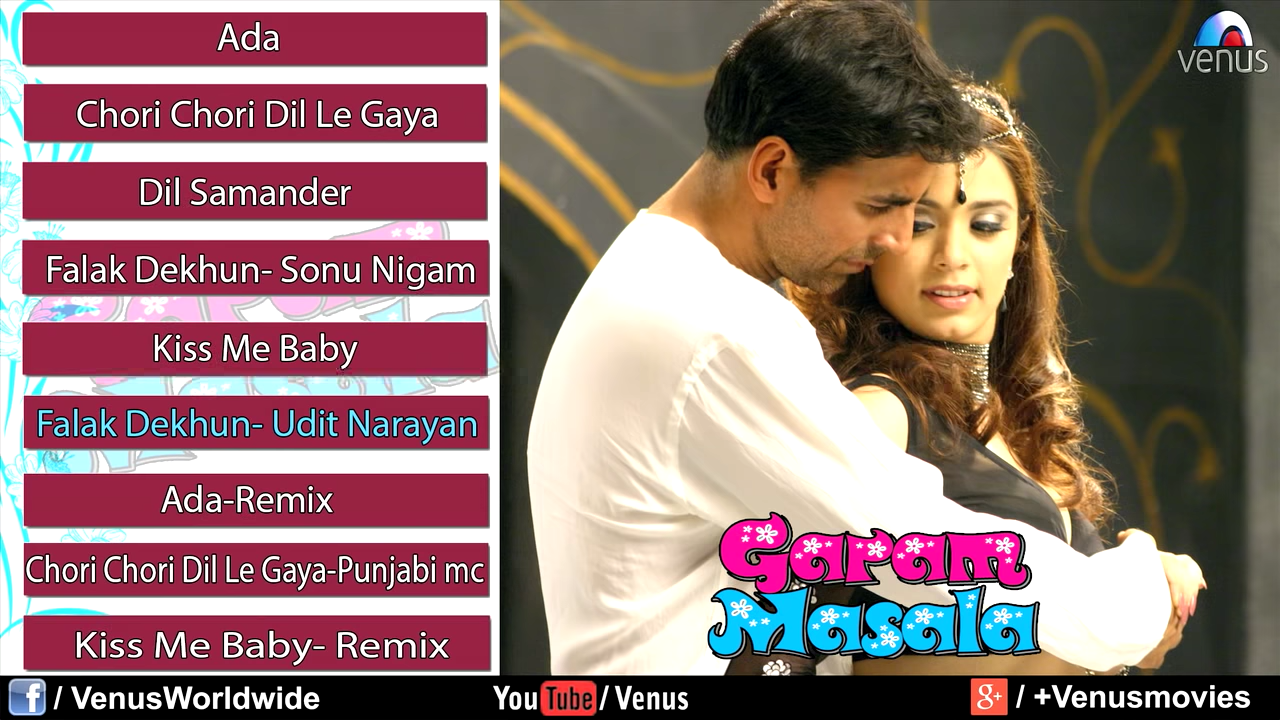 Ada
Chori Chori Dil Le Gaya
Dil Samander
Falak Dekhun- Sonu Nigam
Kiss Me Baby
Falak Dekhun- Udit Narayan
Ada-Remix
Chori Chori Dil Le Gaya-Punjabi mc
Kiss Me Baby- Remix
venus
Garam
Masala
f / VenusWorldwide
YouTube / Venus
g+ / +Venusmovies